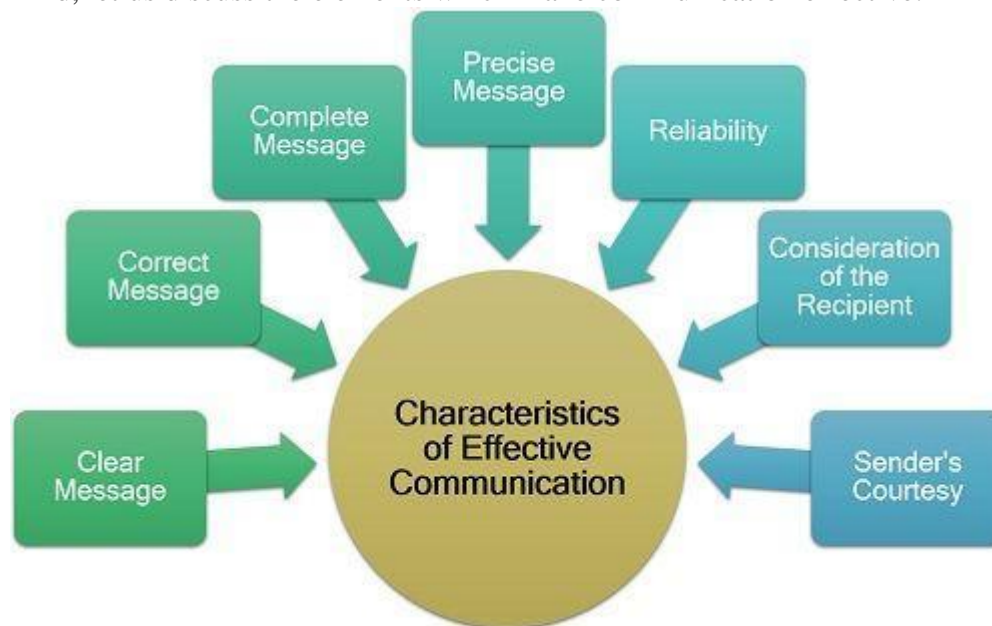 Precise
Message
Complete
Message
Reliability
Correct
Message
Consideration
of the
Recipient
Characteristics
of Effective
Communication
Clear
Message
Sender's
Courtesy